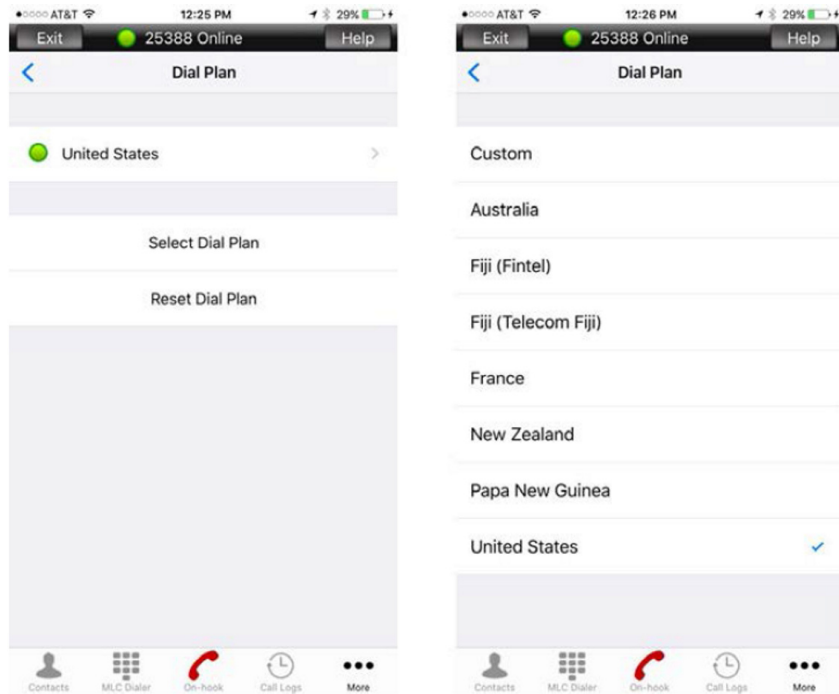 AT&T 12:25 PM 29%
Exit 25388 Online Help
Dial Plan
United States
Select Dial Plan
Reset Dial Plan
Contacts MLC Dialer On-hook Call Logs More
AT&T 12:26 PM 29%
Exit 25388 Online Help
Dial Plan
Custom
Australia
Fiji (Fintel)
Fiji (Telecom Fiji)
France
New Zealand
Papa New Guinea
United States
Contacts MLC Dialer On-hook Call Logs More